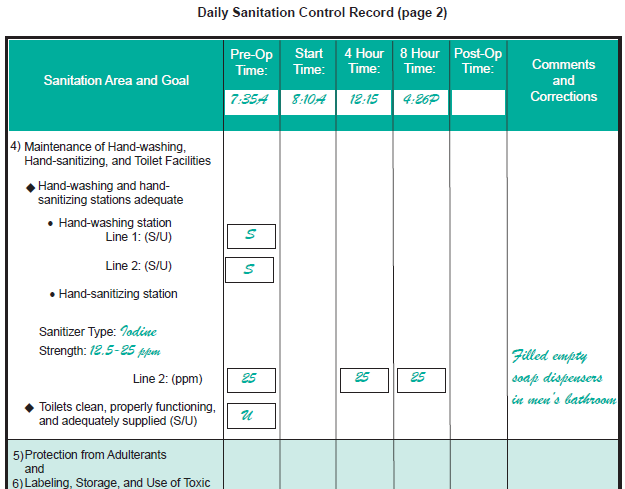 Daily Sanitation Control Record (page 2)
Sanitation Area and Goal
Pre-Op Time:
Start Time:
4 Hour Time:
8 Hour Time:
Post-Op Time:
Comments and Corrections
7:35A 8:10A 12:15 4:26P
4) Maintenance of Hand-washing,
Hand-sanitizing, and Toilet Facilities
◆ Hand-washing and hand-
sanitizing stations adequate
• Hand-washing station
Line 1: (S/U) S
Line 2: (S/U) S
• Hand-sanitizing station
Sanitizer Type: Iodine
Strength: 12.5-25 ppm
Line 2: (ppm) 25 25 25
Filled empty
soap dispensers
in men's bathroom
◆ Toilets clean, properly functioning,
and adequately supplied (S/U) U
5) Protection from Adulterants
and
6) Labeling, Storage, and Use of Toxic